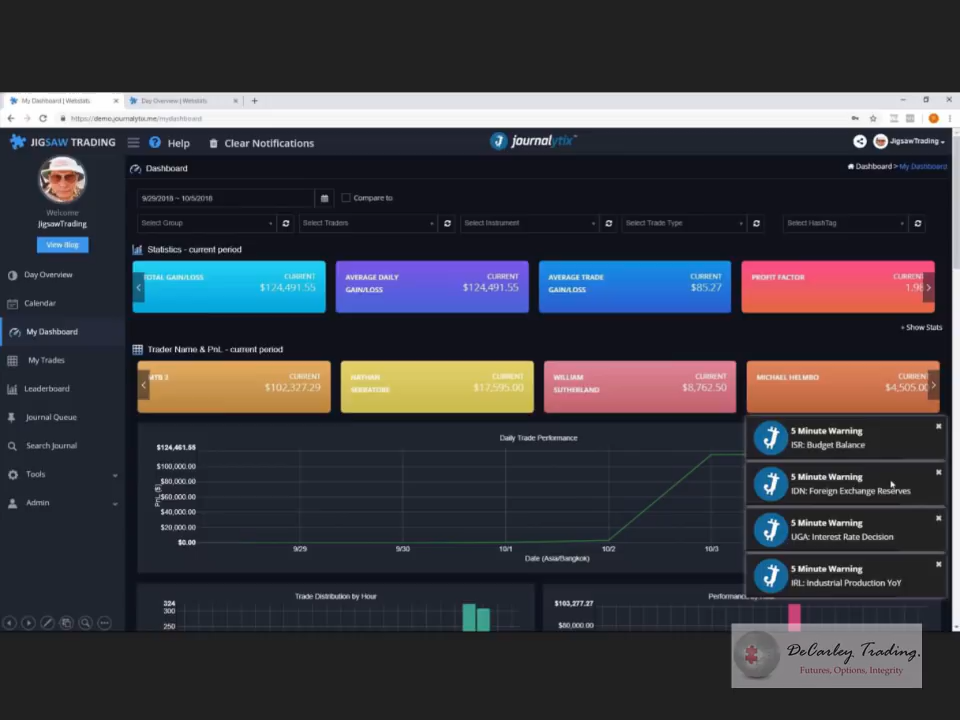 My Dashboard | Webstats
Day Overview | Webstats
https://demo.journalytix.me/mydashboard
JIGSAW TRADING
Help
Clear Notifications
journalytix™
JigsawTrading
Dashboard
Dashboard > My Dashboard
Welcome
JigsawTrading
View Blog
9/29/2018 ~ 10/5/2018
Compare to
Select Group
Select Traders
Select Instrument
Select Trade Type
Select HashTag
Statistics - current period
TOTAL GAIN/LOSS
CURRENT
$124,491.55
AVERAGE DAILY
GAIN/LOSS
CURRENT
$124,491.55
AVERAGE TRADE
GAIN/LOSS
CURRENT
$85.27
PROFIT FACTOR
CURREN
1.98
+ Show Stats
Day Overview
Calendar
My Dashboard
My Trades
Leaderboard
Journal Queue
Search Journal
Tools
Admin
Trader Name & PnL - current period
CURRENT
$102,327.29
NATHAN
CURRENT
$17,595.00
WILLIAM
SUTHERLAND
CURRENT
$8,762.50
MICHAEL HELMBO
CURREN
$4,505.00
Daily Trade Performance
$124,461.55
$100,000.00
$80,000.00
$60,000.00
$40,000.00
$20,000.00
$0.00
PnL ($)
9/29
9/30
10/1
10/2
10/3
Date (Asia/Bangkok)
5 Minute Warning
ISR: Budget Balance
5 Minute Warning
IDN: Foreign Exchange Reserves
5 Minute Warning
UGA: Interest Rate Decision
5 Minute Warning
IRL: Industrial Production YoY
Trade Distribution by Hour
324
300
250
Performance by
$103,277.27
$80,000.00
DeCarley Trading.
Futures, Options, Integrity